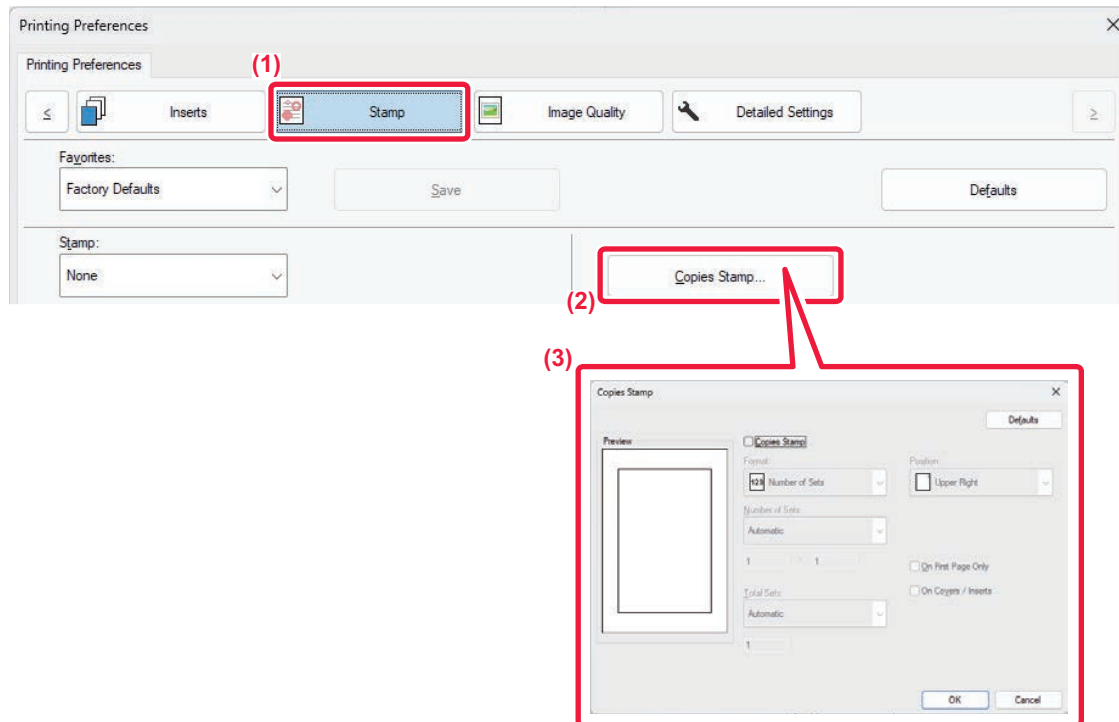 Printing Preferences
Printing Preferences
(1)
≤ Inserts Stamp Image Quality Detailed Settings ≥
Favorites:
Factory Defaults Save Defaults
Stamp:
None Copies Stamp...
(2)
(3)
Copies Stamp
Defaults
Preview Copies Stamp
Format: Position:
123 Number of Sets Upper Right
Number of Sets:
Automatic
1 1
On First Page Only
Total Sets: On Covers / Inserts
Automatic
1
OK Cancel